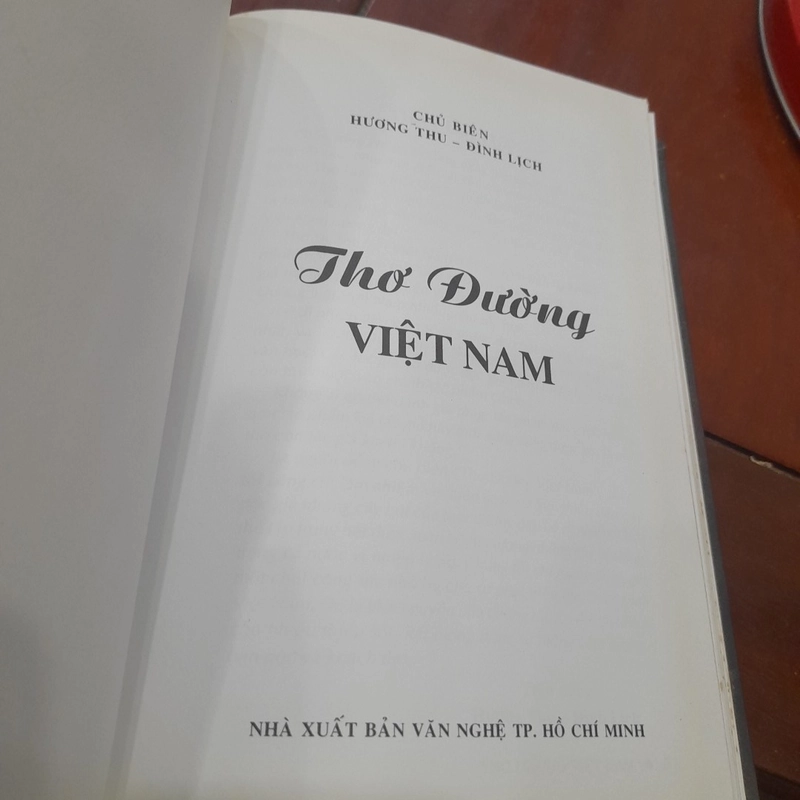 CHỦ BIÊN
HƯƠNG THU – ĐÌNH LỊCH
Thơ Đường
VIỆT NAM
NHÀ XUẤT BẢN VĂN NGHỆ TP. HỒ CHÍ MINH